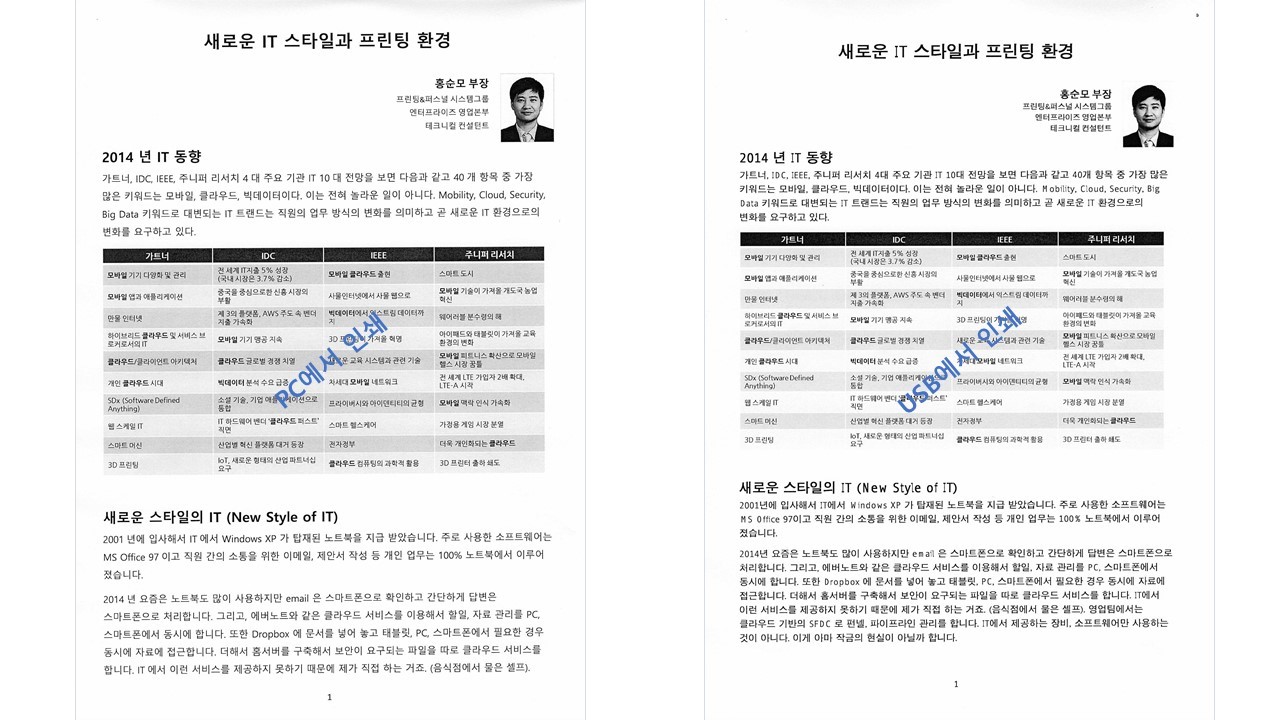 새로운 IT 스타일과 프린팅 환경
홍순모 부장
프린팅&퍼스널 시스템그룹
엔터프라이즈 영업본부
테크니컬 컨설턴트
2014 년 IT 동향
가트너, IDC, IEEE, 주니퍼 리서치 4 대 주요 기관 IT 10 대 전망을 보면 다음과 같고 40 개 항목 중 가장
많은 키워드는 모바일, 클라우드, 빅데이터이다. 이는 전혀 놀라운 일이 아니다. Mobility, Cloud, Security,
Big Data 키워드로 대변되는 IT 트랜드는 직원의 업무 방식의 변화를 의미하고 곧 새로운 IT 환경으로의
변화를 요구하고 있다.
가트너 IDC IEEE 주니퍼 리서치
모바일 기기 다양화 및 관리 전 세계 IT지출 5% 성장 (국내 시장은 3.7% 감소) 모바일 클라우드 출현 스마트 도시
모바일 앱과 애플리케이션 중국을 중심으로한 신흥 시장의 부활 사물인터넷에서 사물 웹으로 모바일 기술이 가져올 개도국 농업 혁신
만물 인터넷 제 3의 플랫폼, AWS 주도 속 벤더 지출 가속화 빅데이터에서 익스트림 데이터까지 웨어러블 분수령의 해
하이브리드 클라우드 및 서비스 브로커로서의 IT 모바일 기기 맹공 지속 3D 프린팅이 가져올 혁명 아이패드와 태블릿이 가져올 교육 환경의 변화
클라우드/클라이언트 아키텍처 클라우드 글로벌 경쟁 치열 새로운 교육 시스템과 관련 기술 모바일 피트니스 확산으로 모바일 헬스 시장 꿈틀
개인 클라우드 시대 빅데이터 분석 수요 급증 차세대 모바일 네트워크 전 세계 LTE 가입자 2배 확대, LTE-A 시작
SDx (Software Defined Anything) 소셜 기술, 기업 애플리케이션으로 통합 프라이버시와 아이덴티티의 균형 모바일 맥락 인식 가속화
웹 스케일 IT IT 하드웨어 벤더 '클라우드 퍼스트' 직면 스마트 헬스케어 가정용 게임 시장 분열
스마트 머신 산업별 혁신 플랫폼 대거 등장 전자정부 더욱 개인화되는 클라우드
3D 프린팅 IoT, 새로운 형태의 산업 파트너십 요구 클라우드 컴퓨팅의 과학적 활용 3D 프린터 출하 쇄도
PC에서 인쇄
새로운 스타일의 IT (New Style of IT)
2001 년에 입사해서 IT 에서 Windows XP 가 탑재된 노트북을 지급 받았습니다. 주로 사용한 소프트웨어는
MS Office 97 이고 직원 간의 소통을 위한 이메일, 제안서 작성 등 개인 업무는 100% 노트북에서 이루어
졌습니다.
2014 년 요즘은 노트북도 많이 사용하지만 email 은 스마트폰으로 확인하고 간단하게 답변은
스마트폰으로 처리합니다. 그리고, 에버노트와 같은 클라우드 서비스를 이용해서 할일, 자료 관리를 PC,
스마트폰에서 동시에 합니다. 또한 Dropbox 에 문서를 넣어 놓고 태블릿, PC, 스마트폰에서 필요한 경우
동시에 자료에 접근합니다. 더해서 홈서버를 구축해서 보안이 요구되는 파일을 따로 클라우드 서비스를
합니다. IT 에서 이런 서비스를 제공하지 못하기 때문에 제가 직접 하는 거죠. (음식점에서 물은 셀프).
1
새로운 IT 스타일과 프린팅 환경
홍순모 부장
프린팅&퍼스널 시스템그룹
엔터프라이즈 영업본부
테크니컬 컨설턴트
2014 년 IT 동향
가트너, IDC, IEEE, 주니퍼 리서치 4대 주요 기관 IT 10대 전망을 보면 다음과 같고 40개 항목 중 가장 많은
키워드는 모바일, 클라우드, 빅데이터이다. 이는 전혀 놀라운 일이 아니다. Mobility, Cloud, Security, Big
Data 키워드로 대변되는 IT 트랜드는 직원의 업무 방식의 변화를 의미하고 곧 새로운 IT 환경으로의
변화를 요구하고 있다.
가트너 IDC IEEE 주니퍼 리서치
모바일 기기 다양화 및 관리 전 세계 IT지출 5% 성장 (국내 시장은 3.7% 감소) 모바일 클라우드 출현 스마트 도시
모바일 앱과 애플리케이션 중국을 중심으로한 신흥 시장의 부활 사물인터넷에서 사물 웹으로 모바일 기술이 가져올 개도국 농업 혁신
만물 인터넷 제 3의 플랫폼, AWS 주도 속 벤더 지출 가속화 빅데이터에서 익스트림 데이터까지 웨어러블 분수령의 해
하이브리드 클라우드 및 서비스 브로커로서의 IT 모바일 기기 맹공 지속 3D 프린팅이 가져올 혁명 아이패드와 태블릿이 가져올 교육 환경의 변화
클라우드/클라이언트 아키텍처 클라우드 글로벌 경쟁 치열 새로운 교육 시스템과 관련 기술 모바일 피트니스 확산으로 모바일 헬스 시장 꿈틀
개인 클라우드 시대 빅데이터 분석 수요 급증 차세대 모바일 네트워크 전 세계 LTE 가입자 2배 확대, LTE-A 시작
SDx (Software Defined Anything) 소셜 기술, 기업 애플리케이션으로 통합 프라이버시와 아이덴티티의 균형 모바일 맥락 인식 가속화
웹 스케일 IT IT 하드웨어 벤더 '클라우드 퍼스트' 직면 스마트 헬스케어 가정용 게임 시장 분열
스마트 머신 산업별 혁신 플랫폼 대거 등장 전자정부 더욱 개인화되는 클라우드
3D 프린팅 IoT, 새로운 형태의 산업 파트너십 요구 클라우드 컴퓨팅의 과학적 활용 3D 프린터 출하 쇄도
USB에서 인쇄
새로운 스타일의 IT (New Style of IT)
2001년에 입사해서 IT에서 Windows XP 가 탑재된 노트북을 지급 받았습니다. 주로 사용한 소프트웨어는
MS Office 97이고 직원 간의 소통을 위한 이메일, 제안서 작성 등 개인 업무는 100% 노트북에서 이루어
졌습니다.
2014년 요즘은 노트북도 많이 사용하지만 email 은 스마트폰으로 확인하고 간단하게 답변은 스마트폰으로
처리합니다. 그리고, 에버노트와 같은 클라우드 서비스를 이용해서 할일, 자료 관리를 PC, 스마트폰에서
동시에 합니다. 또한 Dropbox 에 문서를 넣어 놓고 태블릿, PC, 스마트폰에서 필요한 경우 동시에 자료에
접근합니다. 더해서 홈서버를 구축해서 보안이 요구되는 파일을 따로 클라우드 서비스를 합니다. IT에서
이런 서비스를 제공하지 못하기 때문에 제가 직접 하는 거죠. (음식점에서 물은 셀프). 영업팀에서는
클라우드 기반의 SFDC 로 펀넬, 파이프라인 관리를 합니다. IT에서 제공하는 장비, 소프트웨어만 사용하는
것이 아니다. 이게 아마 작금의 현실이 아닐까 합니다.
1